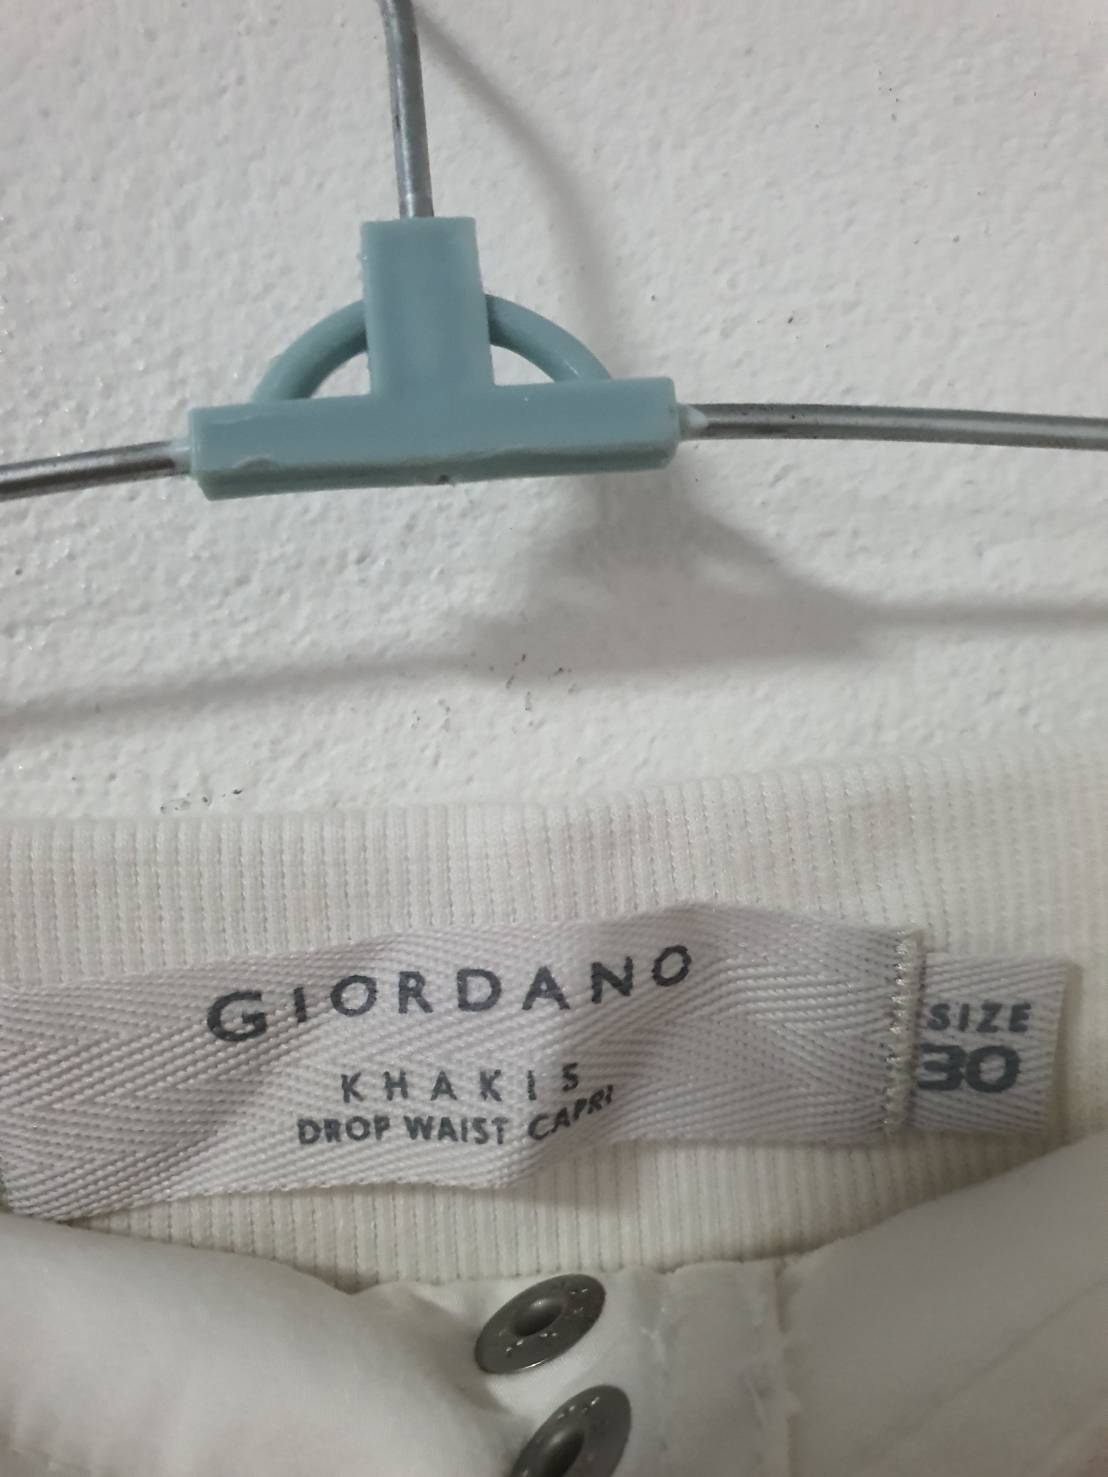 GIORDANO
KHAKIS
DROP WAIST CAPRI
SIZE
30